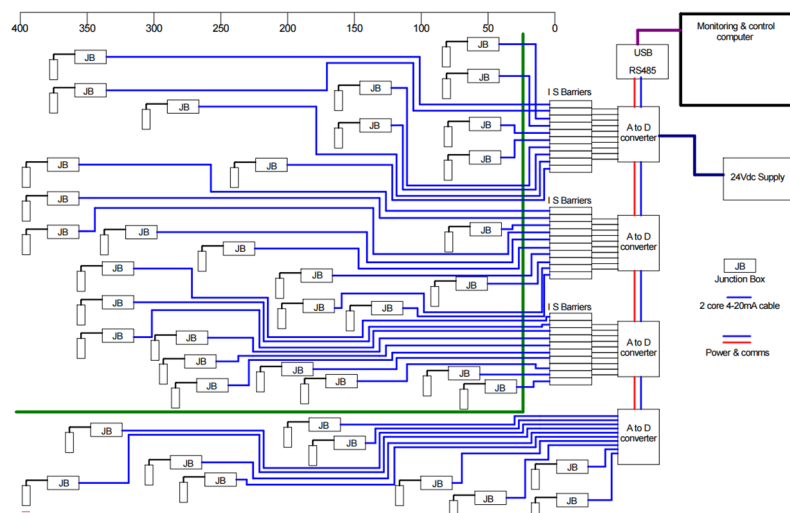 400 350 300 250 200 150 100 50 0
Monitoring & control
computer
JB
USB
JB
RS485
JB
JB
JB
I S Barriers
JB
JB
JB
A to D
converter
JB
JB
JB
24Vdc Supply
JB
I S Barriers
JB
JB
JB
A to D
converter
JB
JB
JB
JB
Junction Box
JB
JB
JB
2 core 4-20mA cable
JB
JB
I S Barriers
JB
JB
A to D
converter
Power & comms
JB
JB
JB
JB
JB
JB
JB
JB
A to D
converter
JB
JB
JB
JB
JB
JB
JB
JB